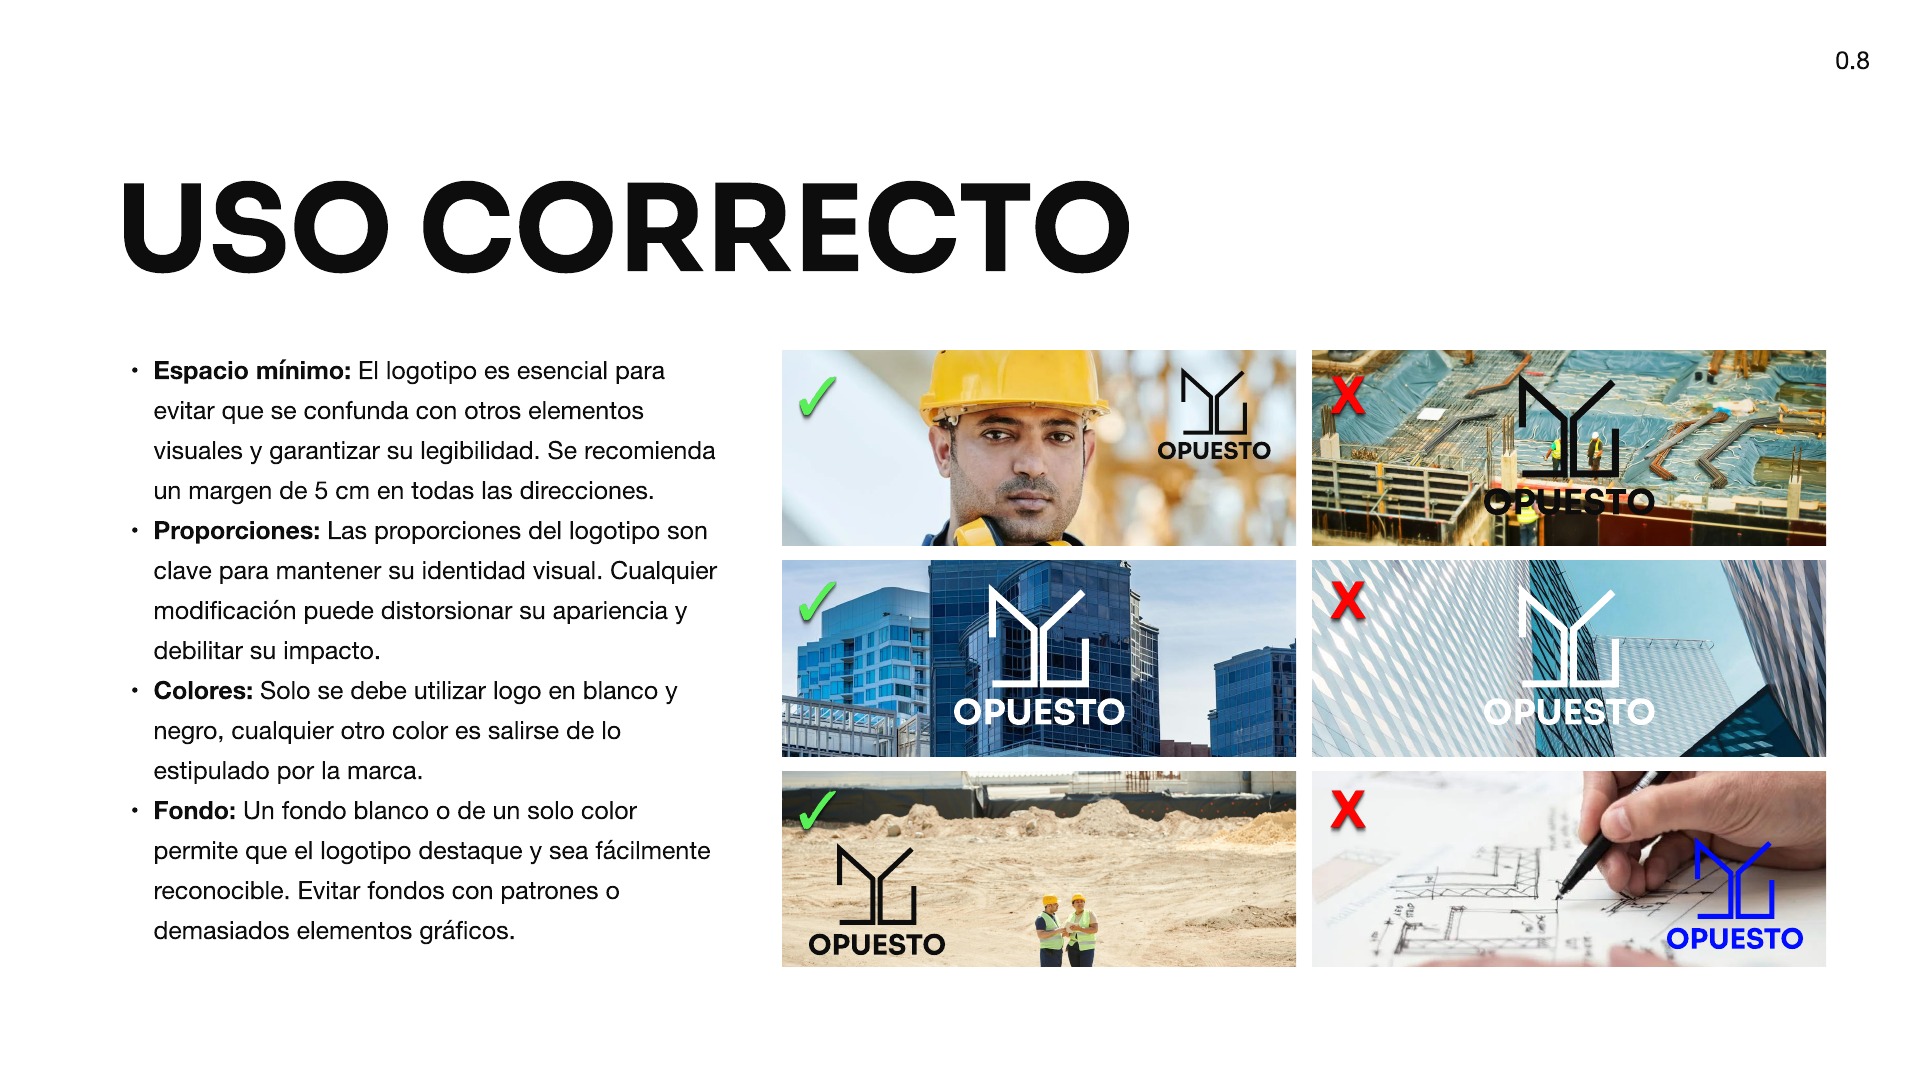 0.8
USO CORRECTO
• Espacio mínimo: El logotipo es esencial para
evitar que se confunda con otros elementos
visuales y garantizar su legibilidad. Se recomienda
un margen de 5 cm en todas las direcciones.
• Proporciones: Las proporciones del logotipo son
clave para mantener su identidad visual. Cualquier
modificación puede distorsionar su apariencia y
debilitar su impacto.
• Colores: Solo se debe utilizar logo en blanco y
negro, cualquier otro color es salirse de lo
estipulado por la marca.
• Fondo: Un fondo blanco o de un solo color
permite que el logotipo destaque y sea fácilmente
reconocible. Evitar fondos con patrones o
demasiados elementos gráficos.
✓
OPUESTO
X
OPUESTO
✓
OPUESTO
X
OPUESTO
✓
OPUESTO
X
OPUESTO